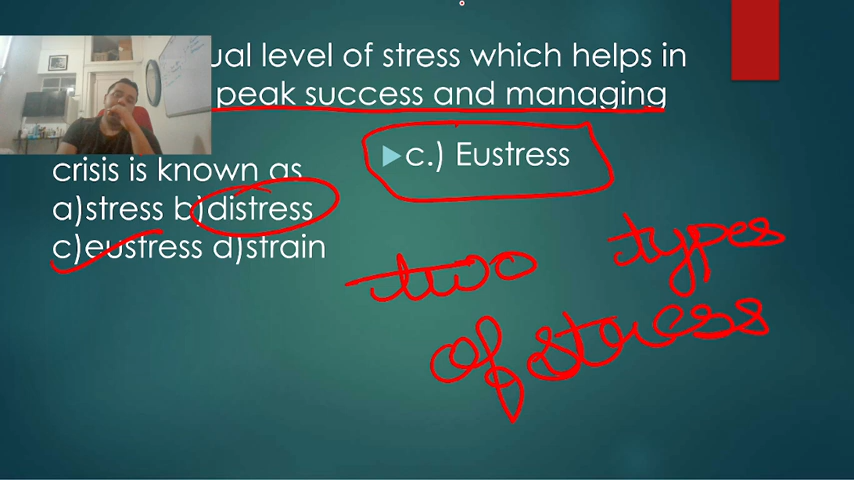 ual level of stress which helps in
peak success and managing
crisis is known as
a)stress b)distress
c)eustress d)strain
c.) Eustress
two types
of stress